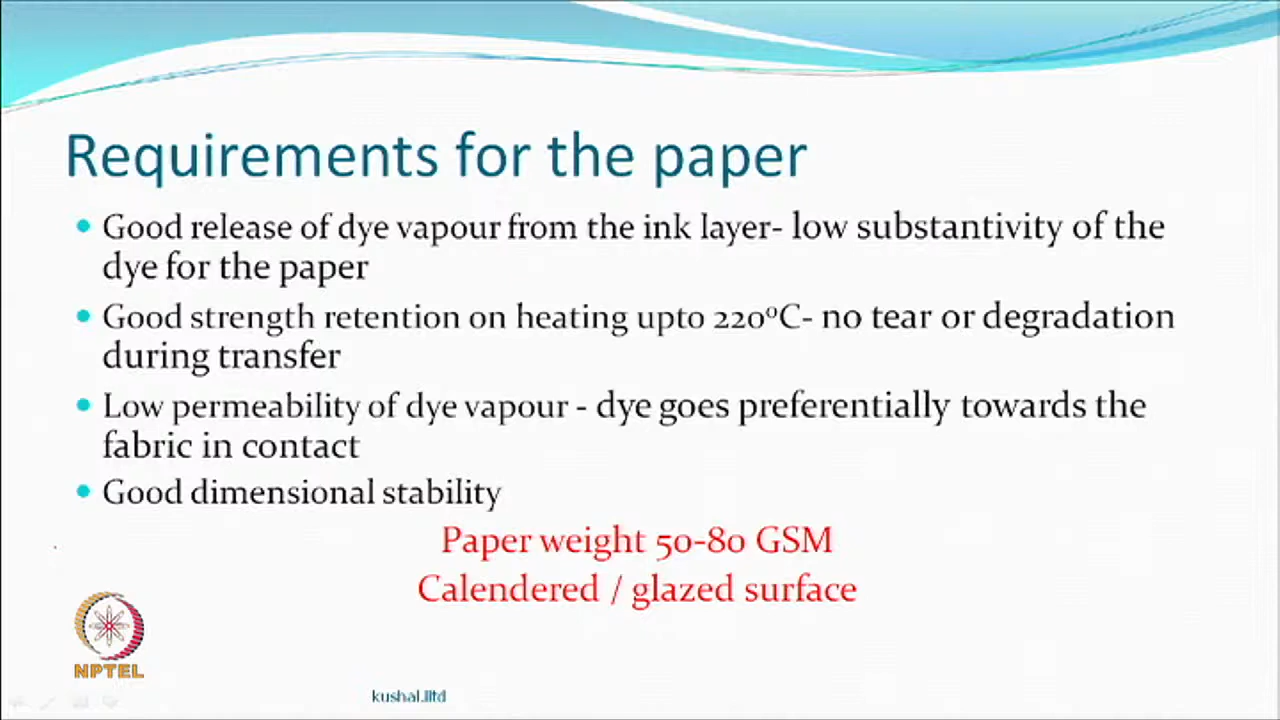 Requirements for the paper
Good release of dye vapour from the ink layer- low substantivity of the
dye for the paper
Good strength retention on heating upto 220⁰C- no tear or degradation
during transfer
Low permeability of dye vapour - dye goes preferentially towards the
fabric in contact
Good dimensional stability
Paper weight 50-80 GSM
Calendered / glazed surface
NPTEL
kushal.iitd